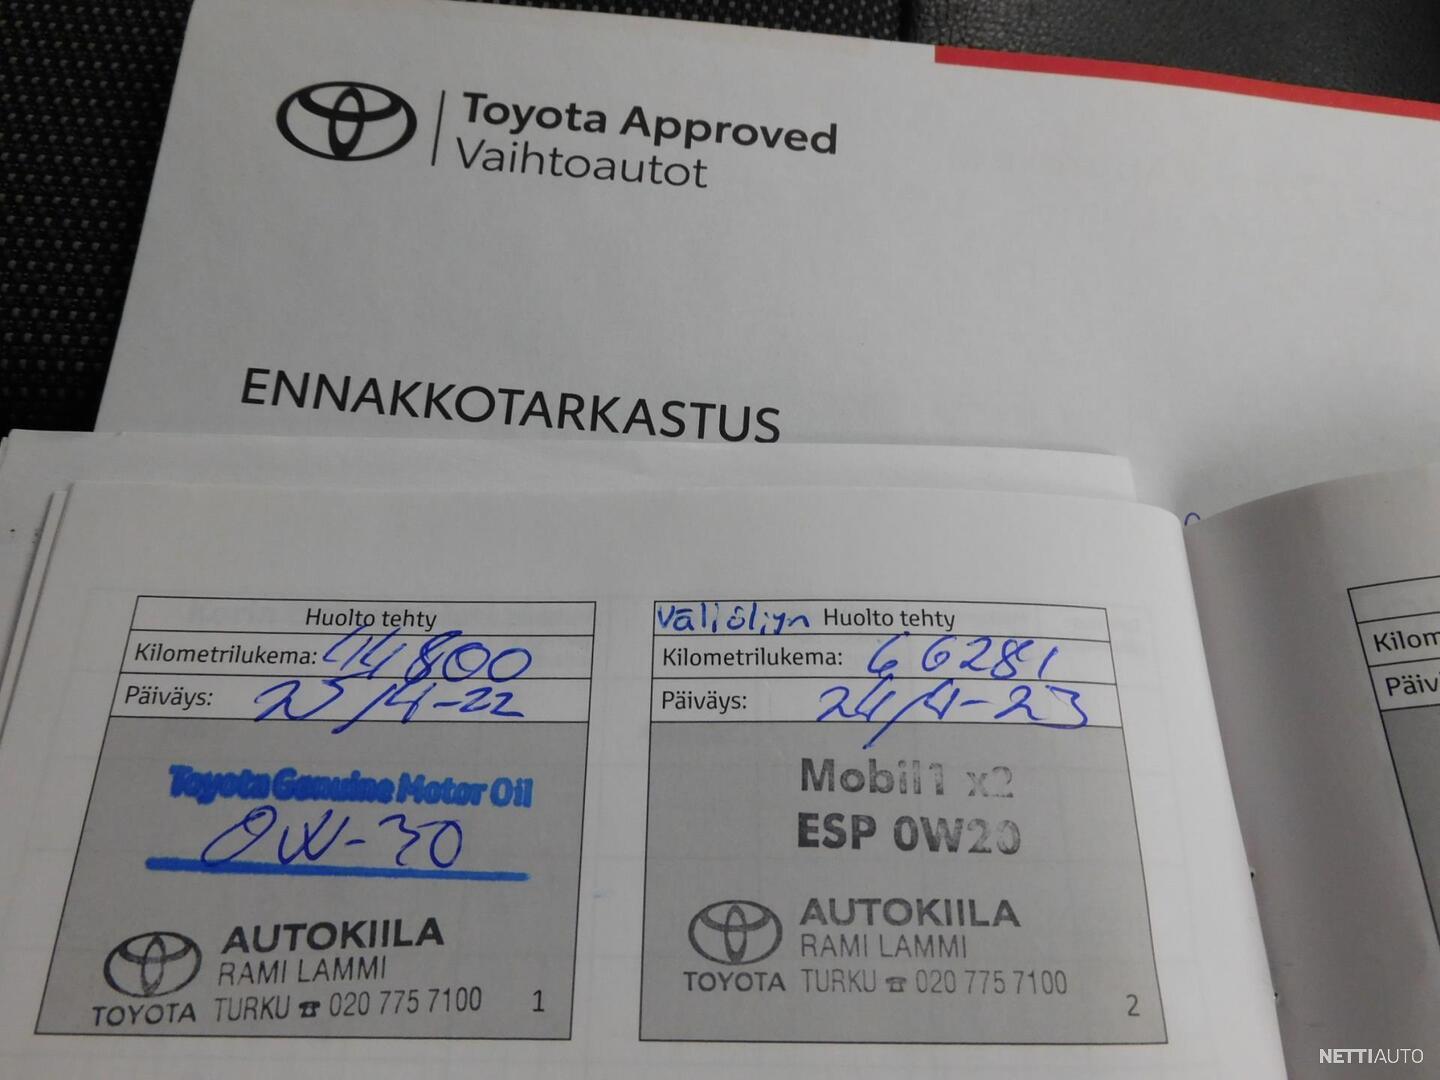 Toyota Approved
Vaihtoautot
ENNAKKOTARKASTUS
Huolto tehty
Kilometrilukema: 44800
Päiväys: 25/4-22
Toyota Genuine Motor Oil
0W-30
AUTOKIILA
RAMI LAMMI
TOYOTA TURKU ☎ 020 775 7100
1
Väliöljyn Huolto tehty
Kilometrilukema: 66281
Päiväys: 24/4-23
Mobil1 x2
ESP 0W20
AUTOKIILA
RAMI LAMMI
TOYOTA TURKU ☎ 020 775 7100
2
Kilom
Päiv
NETTIAUTO